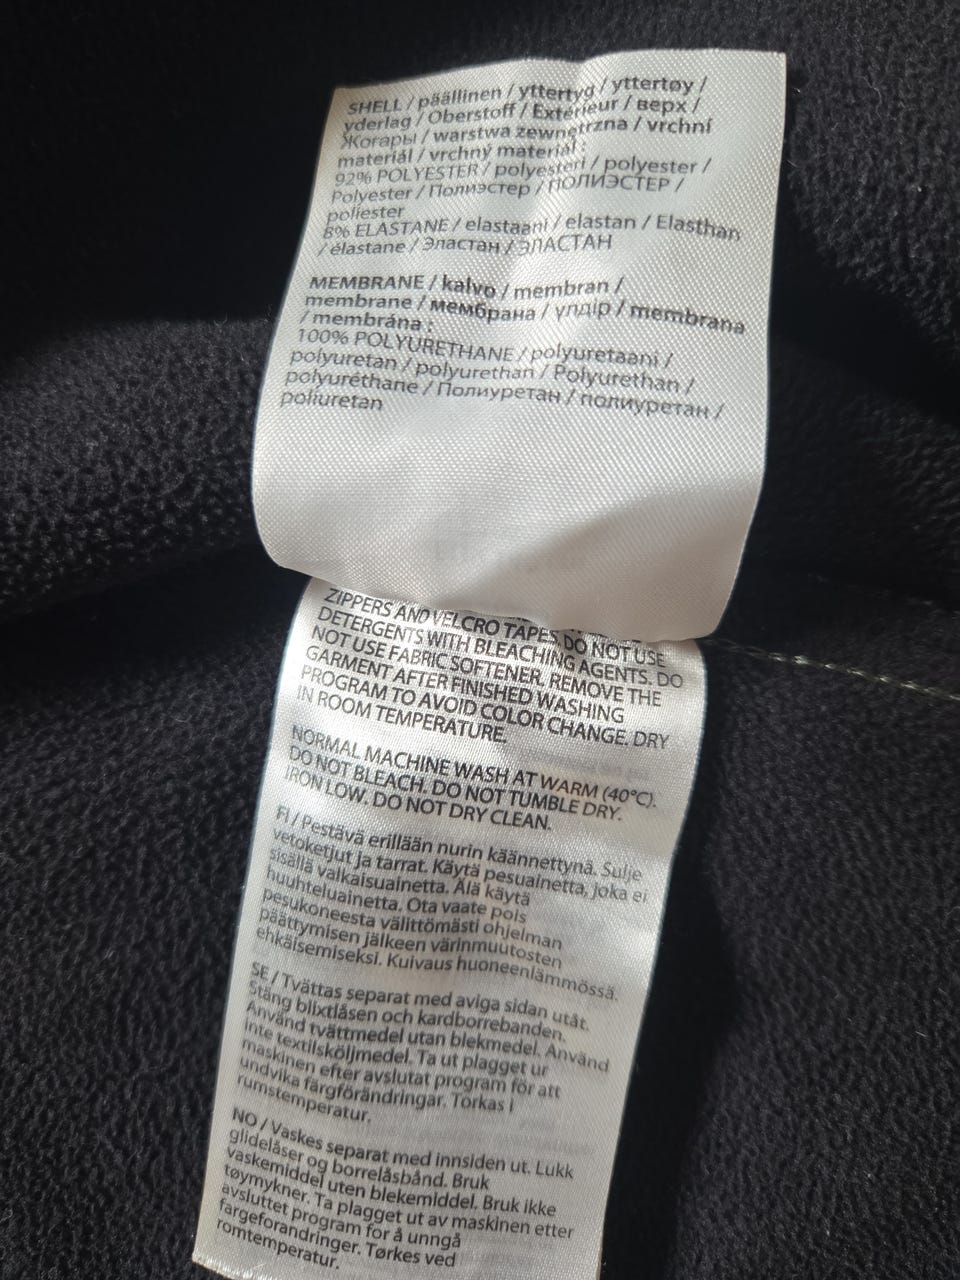 SHELL / päällinen / yttertyg / yttertøy /
yderlag / Oberstoff / Extérieur / верх /
Жоғары / warstwa zewnętrzna / vrchní
materiál / vrchný materiál :
92% POLYESTER / polyesteri / polyester /
Polyester / Полиэстер / ПОЛИЭСТЕР /
poliester
8% ELASTANE / elastaani / elastan / Elasthan
/ élastane / Эластан / ЭЛАСТАН
MEMBRANE / kalvo / membran /
membrane / мембрана / үлдір / membrana
/ membrána :
100% POLYURETHANE / polyuretaani /
polyuretan / polyurethan / Polyurethan /
polyuréthane / Полиуретан / полиуретан /
poliuretan
ZIPPERS AND VELCRO TAPES. DO NOT USE
DETERGENTS WITH BLEACHING AGENTS. DO
NOT USE FABRIC SOFTENER. REMOVE THE
GARMENT AFTER FINISHED WASHING
PROGRAM TO AVOID COLOR CHANGE. DRY
IN ROOM TEMPERATURE.
NORMAL MACHINE WASH AT WARM (40°C).
DO NOT BLEACH. DO NOT TUMBLE DRY.
IRON LOW. DO NOT DRY CLEAN.
FI / Pestävä erillään nurin käännettynä. Sulje
vetoketjut ja tarrat. Käytä pesuainetta, joka ei
sisällä valkaisuainetta. Älä käytä
huuhteluainetta. Ota vaate pois
pesukoneesta välittömästi ohjelman
päättymisen jälkeen värinmuutosten
ehkäisemiseksi. Kuivaus huoneenlämmössä.
SE / Tvättas separat med aviga sidan utåt.
Stäng blixtlåsen och kardborrebanden.
Använd tvättmedel utan blekmedel. Använd
inte textilsköljmedel. Ta ut plagget ur
maskinen efter avslutat program för att
undvika färgförändringar. Torkas i
rumstemperatur.
NO / Vaskes separat med innsiden ut. Lukk
glidelåser og borrelåsbånd. Bruk
vaskemiddel uten blekemiddel. Bruk ikke
tøymykner. Ta plagget ut av maskinen etter
avsluttet program for å unngå
fargeforandringer. Tørkes ved
romtemperatur.